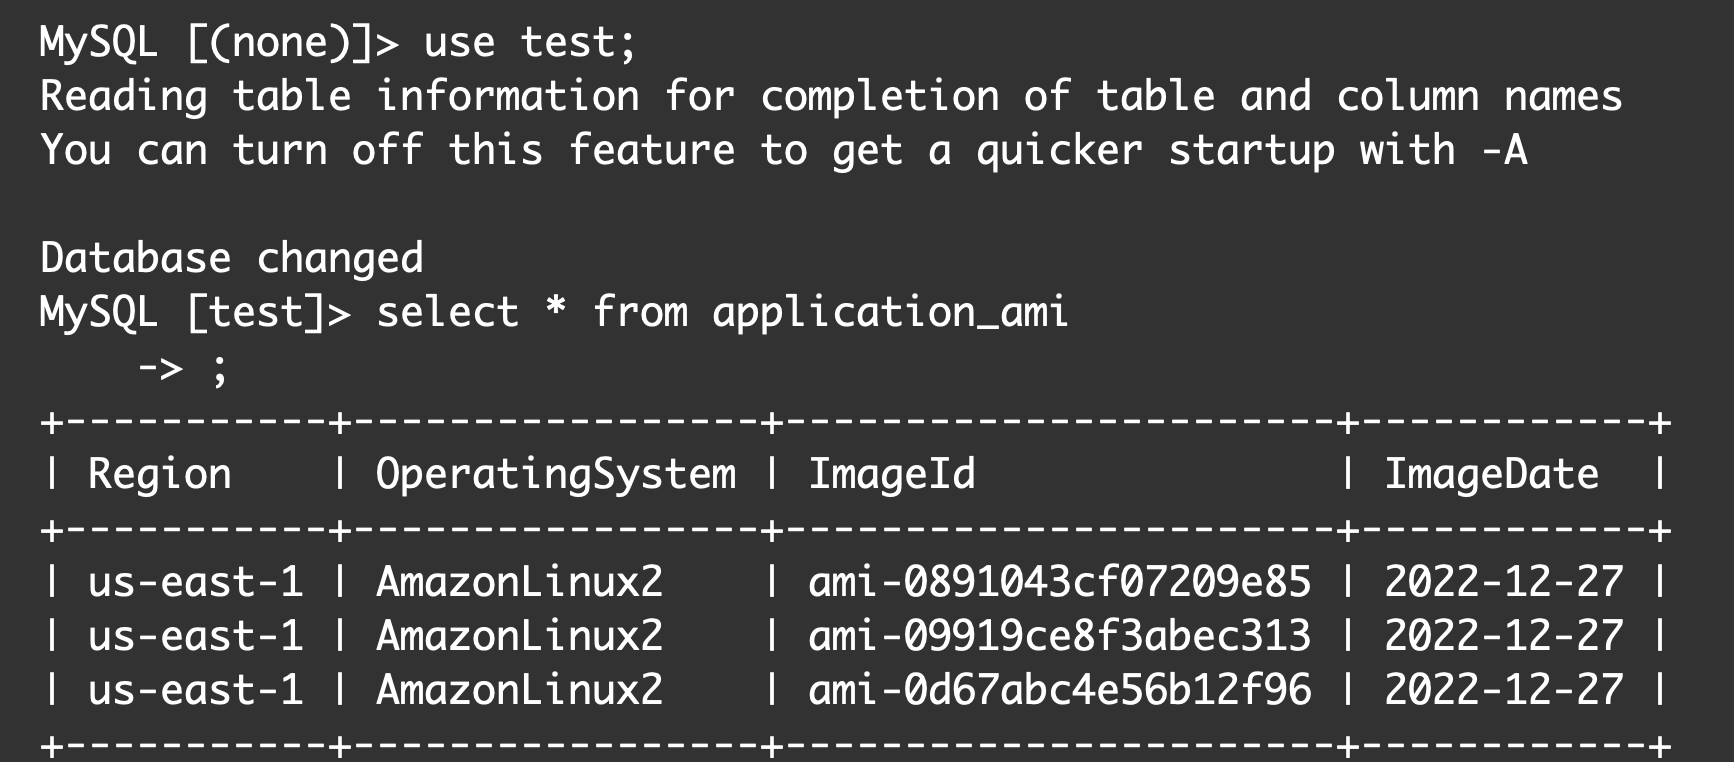 MySQL [(none)]> use test;
Reading table information for completion of table and column names
You can turn off this feature to get a quicker startup with -A

Database changed
MySQL [test]> select * from application_ami
    -> ;
+-----------+-----------------+-----------------------+------------+
| Region    | OperatingSystem | ImageId               | ImageDate  |
+-----------+-----------------+-----------------------+------------+
| us-east-1 | AmazonLinux2    | ami-0891043cf07209e85 | 2022-12-27 |
| us-east-1 | AmazonLinux2    | ami-09919ce8f3abec313 | 2022-12-27 |
| us-east-1 | AmazonLinux2    | ami-0d67abc4e56b12f96 | 2022-12-27 |
+-----------+-----------------+-----------------------+------------+